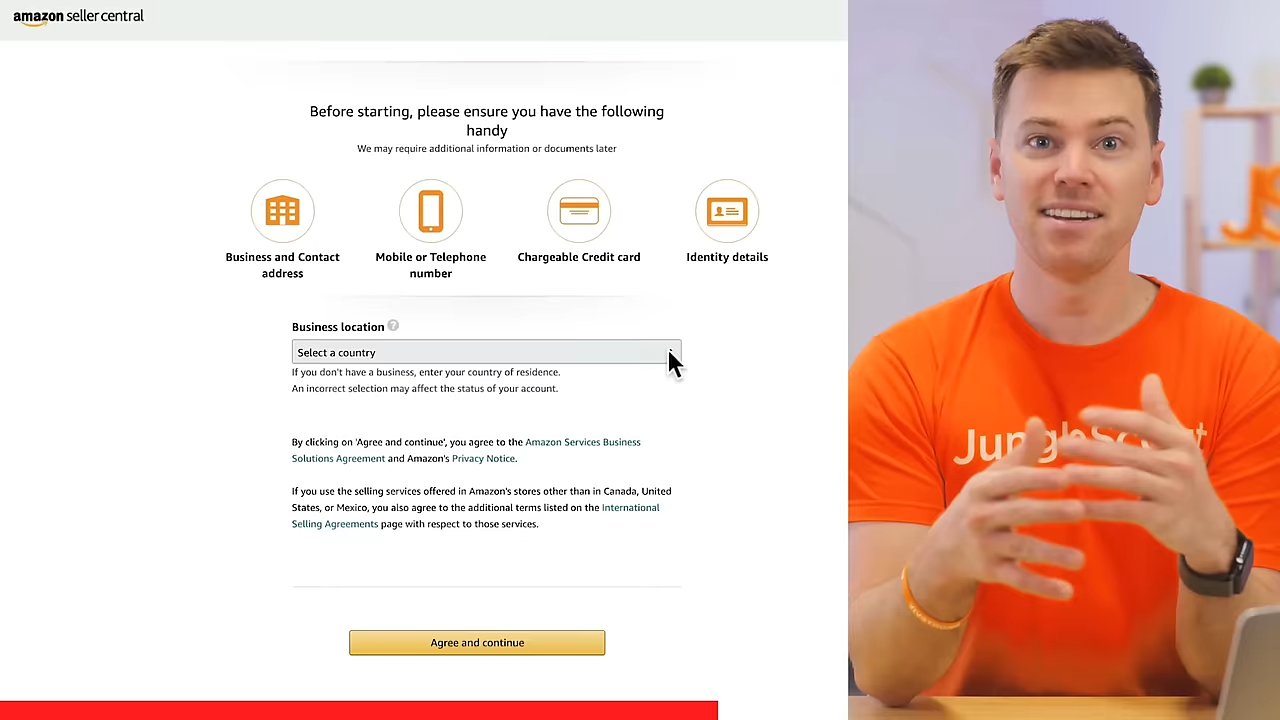 amazon seller central
Before starting, please ensure you have the following
handy
We may require additional information or documents later
Business and Contact
address
Mobile or Telephone
number
Chargeable Credit card
Identity details
Business location ?
Select a country
If you don't have a business, enter your country of residence.
An incorrect selection may affect the status of your account.
By clicking on 'Agree and continue', you agree to the Amazon Services Business
Solutions Agreement and Amazon's Privacy Notice.
If you use the selling services offered in Amazon's stores other than in Canada, United
States, or Mexico, you also agree to the additional terms listed on the International
Selling Agreements page with respect to those services.
Agree and continue
JS